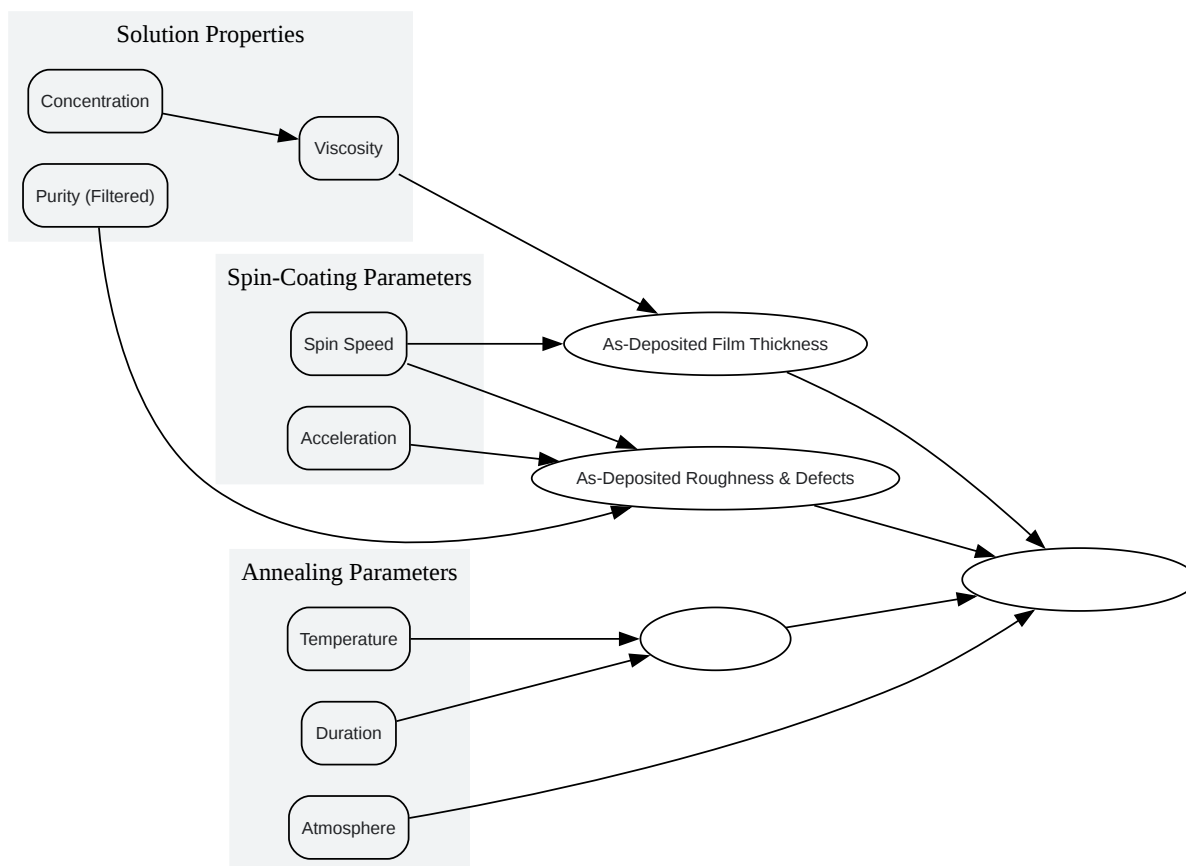 Solution Properties
Concentration
Viscosity
Purity (Filtered)
Spin-Coating Parameters
Spin Speed
As-Deposited Film Thickness
Acceleration
As-Deposited Roughness & Defects
Annealing Parameters
Temperature
Duration
Atmosphere